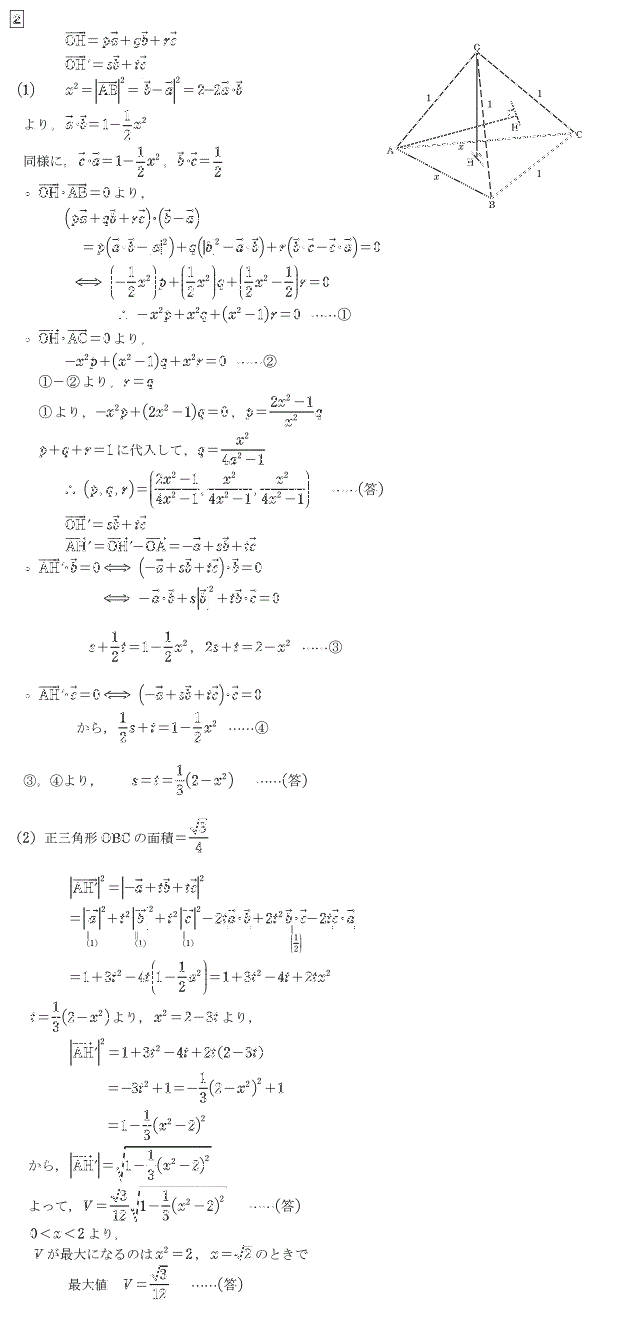 2
$\overrightarrow{OH}=p\vec{a}+q\vec{b}+r\vec{c}$
$\overrightarrow{OH}'=s\vec{b}+t\vec{c}$
(1) $x^2=|\overrightarrow{AB}|^2=|\vec{b}-\vec{a}|^2=2-2\vec{a}\cdot\vec{b}$
より，$\vec{a}\cdot\vec{b}=1-\frac{1}{2}x^2$
同様に，$\vec{c}\cdot\vec{a}=1-\frac{1}{2}x^2$，$\vec{b}\cdot\vec{c}=\frac{1}{2}$
○ $\overrightarrow{OH}\cdot\overrightarrow{AB}=0$ より，
$(p\vec{a}+q\vec{b}+r\vec{c})\cdot(\vec{b}-\vec{a})$
$=p(\vec{a}\cdot\vec{b}-|\vec{a}|^2)+q(|\vec{b}|^2-\vec{a}\cdot\vec{b})+r(\vec{b}\cdot\vec{c}-\vec{c}\cdot\vec{a})=0$
$\iff \left(-\frac{1}{2}x^2\right)p+\left(\frac{1}{2}x^2\right)q+\left(\frac{1}{2}x^2-\frac{1}{2}\right)r=0$
∴ $-x^2p+x^2q+(x^2-1)r=0$ ……①
○ $\overrightarrow{OH}\cdot\overrightarrow{AC}=0$ より，
$-x^2p+(x^2-1)q+x^2r=0$ ……②
①－②より，$r=q$
①より，$-x^2p+(2x^2-1)q=0$，$p=\frac{2x^2-1}{x^2}q$
$p+q+r=1$ に代入して，$q=\frac{x^2}{4x^2-1}$
∴ $(p,q,r)=\left(\frac{2x^2-1}{4x^2-1},\frac{x^2}{4x^2-1},\frac{x^2}{4x^2-1}\right)$ ……(答)
$\overrightarrow{OH}'=s\vec{b}+t\vec{c}$
$\overrightarrow{AH}'=\overrightarrow{OH}'-\overrightarrow{OA}=-\vec{a}+s\vec{b}+t\vec{c}$
○ $\overrightarrow{AH}'\cdot\vec{b}=0\iff(-\vec{a}+s\vec{b}+t\vec{c})\cdot\vec{b}=0$
$\iff -\vec{a}\cdot\vec{b}+s|\vec{b}|^2+t\vec{b}\cdot\vec{c}=0$
$s+\frac{1}{2}t=1-\frac{1}{2}x^2$，$2s+t=2-x^2$ ……③
○ $\overrightarrow{AH}'\cdot\vec{c}=0\iff(-\vec{a}+s\vec{b}+t\vec{c})\cdot\vec{c}=0$
から，$\frac{1}{2}s+t=1-\frac{1}{2}x^2$ ……④
③，④より，$s=t=\frac{1}{3}(2-x^2)$ ……(答)
(2) 正三角形 OBC の面積$=\frac{\sqrt{3}}{4}$
$|\overrightarrow{AH}'|^2=|-\vec{a}+t\vec{b}+t\vec{c}|^2$
$=|\vec{a}|^2+t^2|\vec{b}|^2+t^2|\vec{c}|^2-2t\vec{a}\cdot\vec{b}+2t^2\vec{b}\cdot\vec{c}-2t\vec{c}\cdot\vec{a}$
(1) (1) (1) $\left(\frac{1}{2}\right)$
$=1+3t^2-4t\left(1-\frac{1}{2}x^2\right)=1+3t^2-4t+2tx^2$
$t=\frac{1}{3}(2-x^2)$ より，$x^2=2-3t$ より，
$|\overrightarrow{AH}'|^2=1+3t^2-4t+2t(2-3t)$
$=-3t^2+1=-\frac{1}{3}(2-x^2)^2+1$
$=1-\frac{1}{3}(x^2-2)^2$
から，$|\overrightarrow{AH}'|=\sqrt{1-\frac{1}{3}(x^2-2)^2}$
よって，$V=\frac{\sqrt{3}}{12}\sqrt{1-\frac{1}{3}(x^2-2)^2}$ ……(答)
$0<x<2$ より，
$V$ が最大になるのは $x^2=2$，$x=\sqrt{2}$ のときで
最大値 $V=\frac{\sqrt{3}}{12}$ ……(答)
1
1
1
H'
A
x
C
H
x
1
B